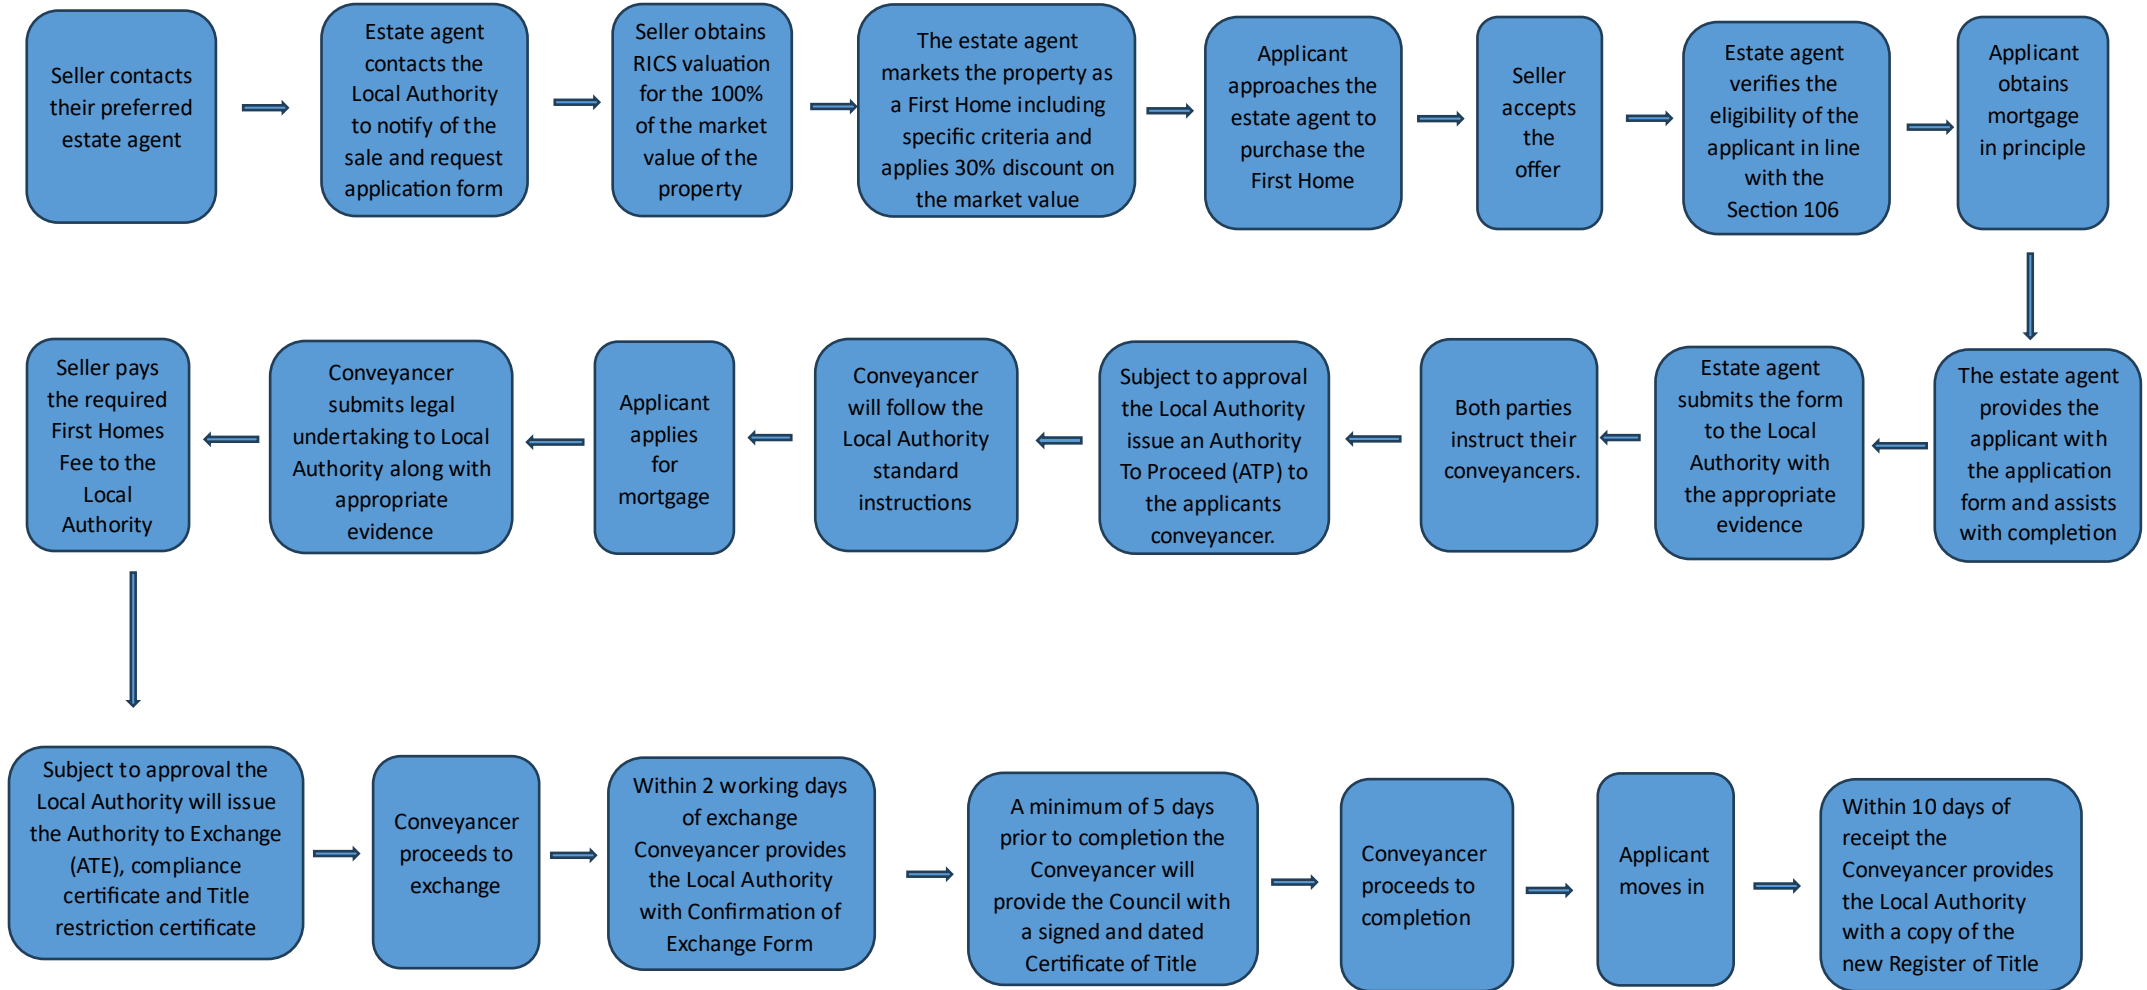 Seller contacts
their preferred
estate agent
Estate agent
contacts the
Local Authority
to notify of the
sale and request
application form
Seller obtains
RICS valuation
for the 100%
of the market
value of the
property
The estate agent
markets the property as
a First Home including
specific criteria and
applies 30% discount on
the market value
Applicant
approaches the
estate agent to
purchase the
First Home
Seller
accepts
the
offer
Estate agent
verifies the
eligibility of the
applicant in line
with the
Section 106
Applicant
obtains
mortgage
in principle
The estate agent
provides the
applicant with
the application
form and assists
with completion
Estate agent
submits the form
to the Local
Authority with
the appropriate
evidence
Both parties
instruct their
conveyancers.
Subject to approval
the Local Authority
issue an Authority
To Proceed (ATP) to
the applicants
conveyancer.
Conveyancer
will follow the
Local Authority
standard
instructions
Applicant
applies
for
mortgage
Conveyancer
submits legal
undertaking to Local
Authority along with
appropriate
evidence
Seller pays
the required
First Homes
Fee to the
Local
Authority
Subject to approval the
Local Authority will issue
the Authority to Exchange
(ATE), compliance
certificate and Title
restriction certificate
Conveyancer
proceeds to
exchange
Within 2 working days
of exchange
Conveyancer provides
the Local Authority
with Confirmation of
Exchange Form
A minimum of 5 days
prior to completion the
Conveyancer will
provide the Council with
a signed and dated
Certificate of Title
Conveyancer
proceeds to
completion
Applicant
moves in
Within 10 days of
receipt the
Conveyancer provides
the Local Authority
with a copy of the
new Register of Title